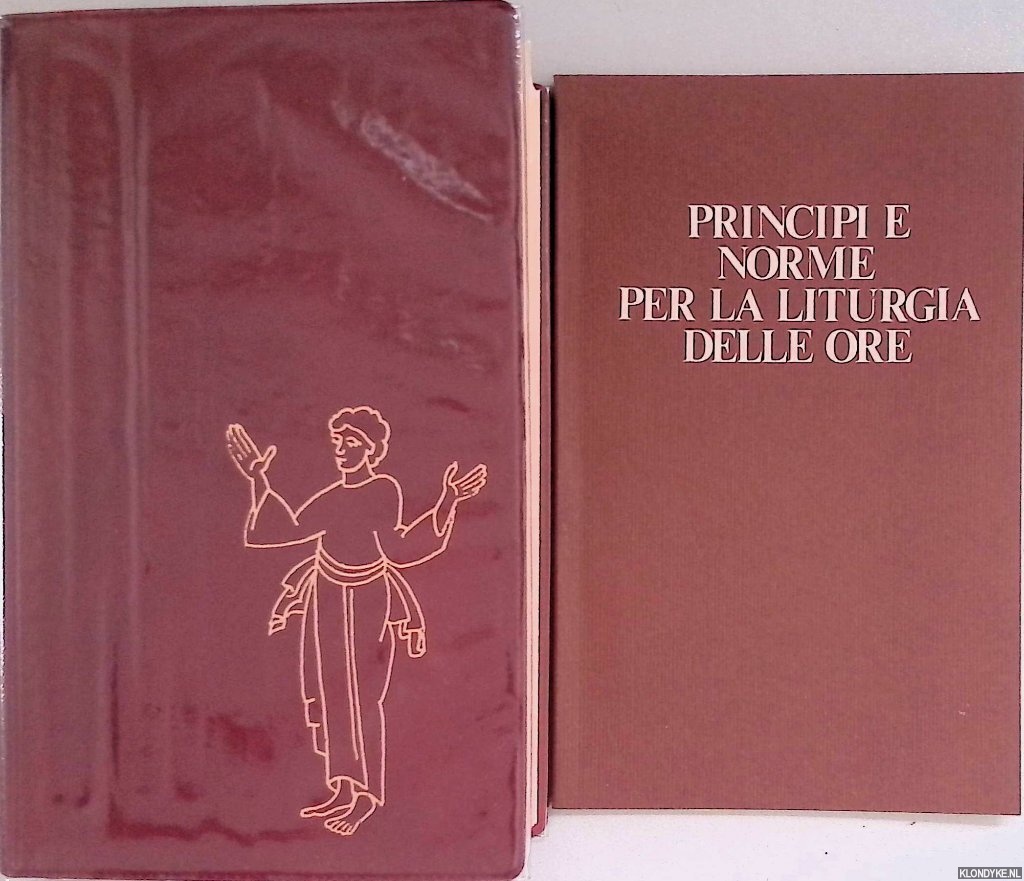 PRINCIPI E
NORME
PER LA LITURGIA
DELLE ORE
KLONDYKE.NL